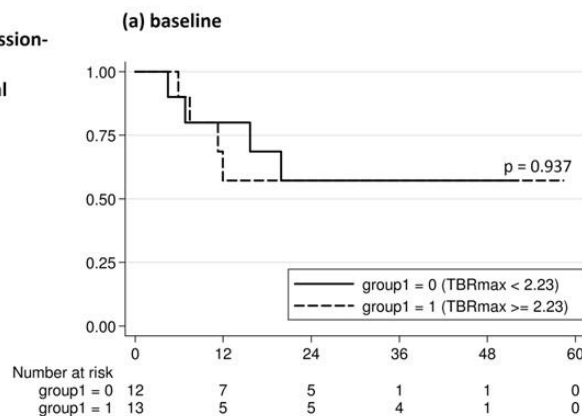 (a) baseline
1.00
0.75
0.50
0.25
0.00
p = 0.937
group1 = 0 (TBRmax < 2.23)
group1 = 1 (TBRmax >= 2.23)
0 12 24 36 48 60
Number at risk
group1 = 0 12 7 5 1 1 0
group1 = 1 13 5 5 4 1 0